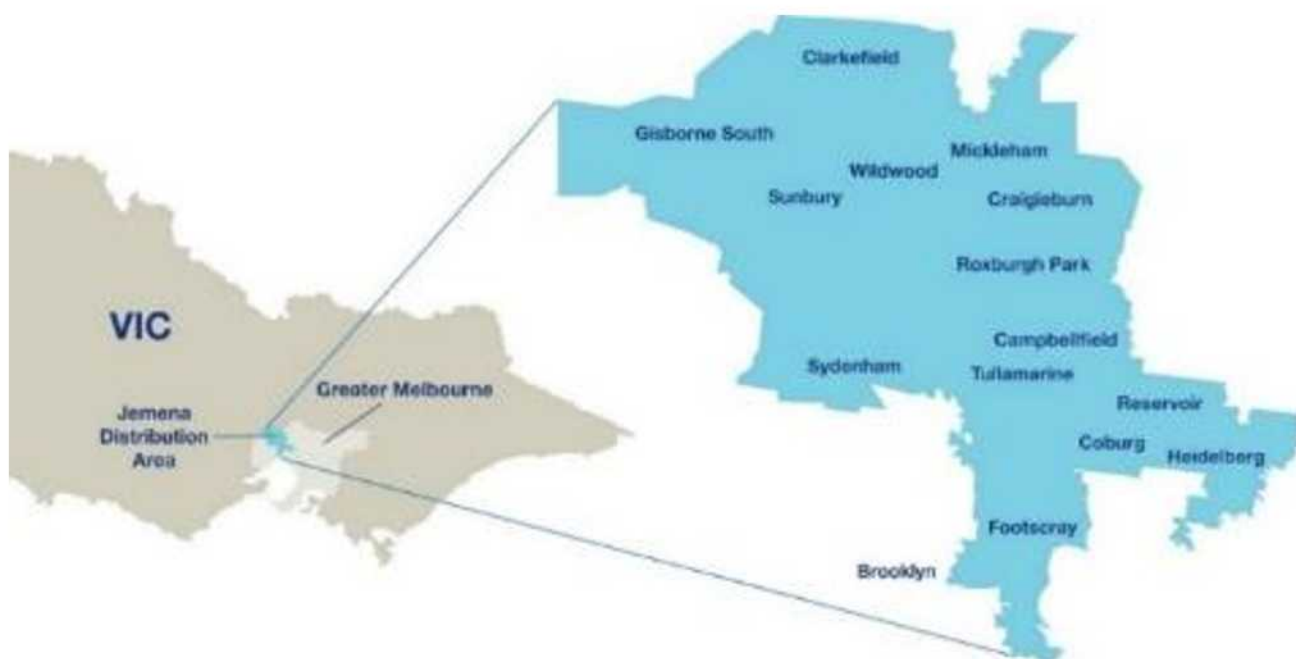 VIC
Greater Melbourne
Jemena
Distribution
Area
Clarkefield
Gisborne South
Mickleham
Wildwood
Sunbury
Craigieburn
Roxburgh Park
Campbellfield
Sydenham
Tullamarine
Reservoir
Coburg
Heidelberg
Footscray
Brooklyn